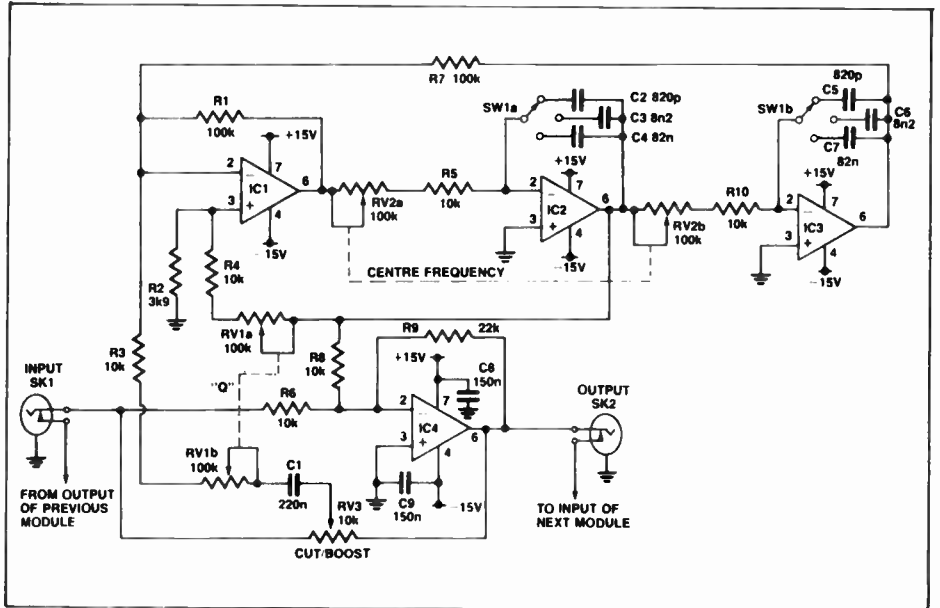 R7 100k
R1
100k
+15V
2
7
IC1
6
3
4
15V
R2
3k9
R4
10k
RV2a
100k
R5
10k
SW1a
C2 820p
C3 8n2
C4 82n
+15V
2
7
IC2
6
3
4
-15V
RV2b
100k
R10
10k
SW1b
820p
C5
C6
8n2
C7
82n
+15V
2
7
IC3
6
3
4
-15V
CENTRE FREQUENCY
R3
10k
RV1a
100k
"Q"
R8
10k
R9 22k
+15V
C8
150n
INPUT
SK1
R6
10k
2
7
IC4
6
3
4
C9
150n
-15V
OUTPUT
SK2
RV1b
100k
C1
220n
RV3
10k
CUT/BOOST
FROM OUTPUT
OF PREVIOUS
MODULE
TO INPUT OF
NEXT MODULE